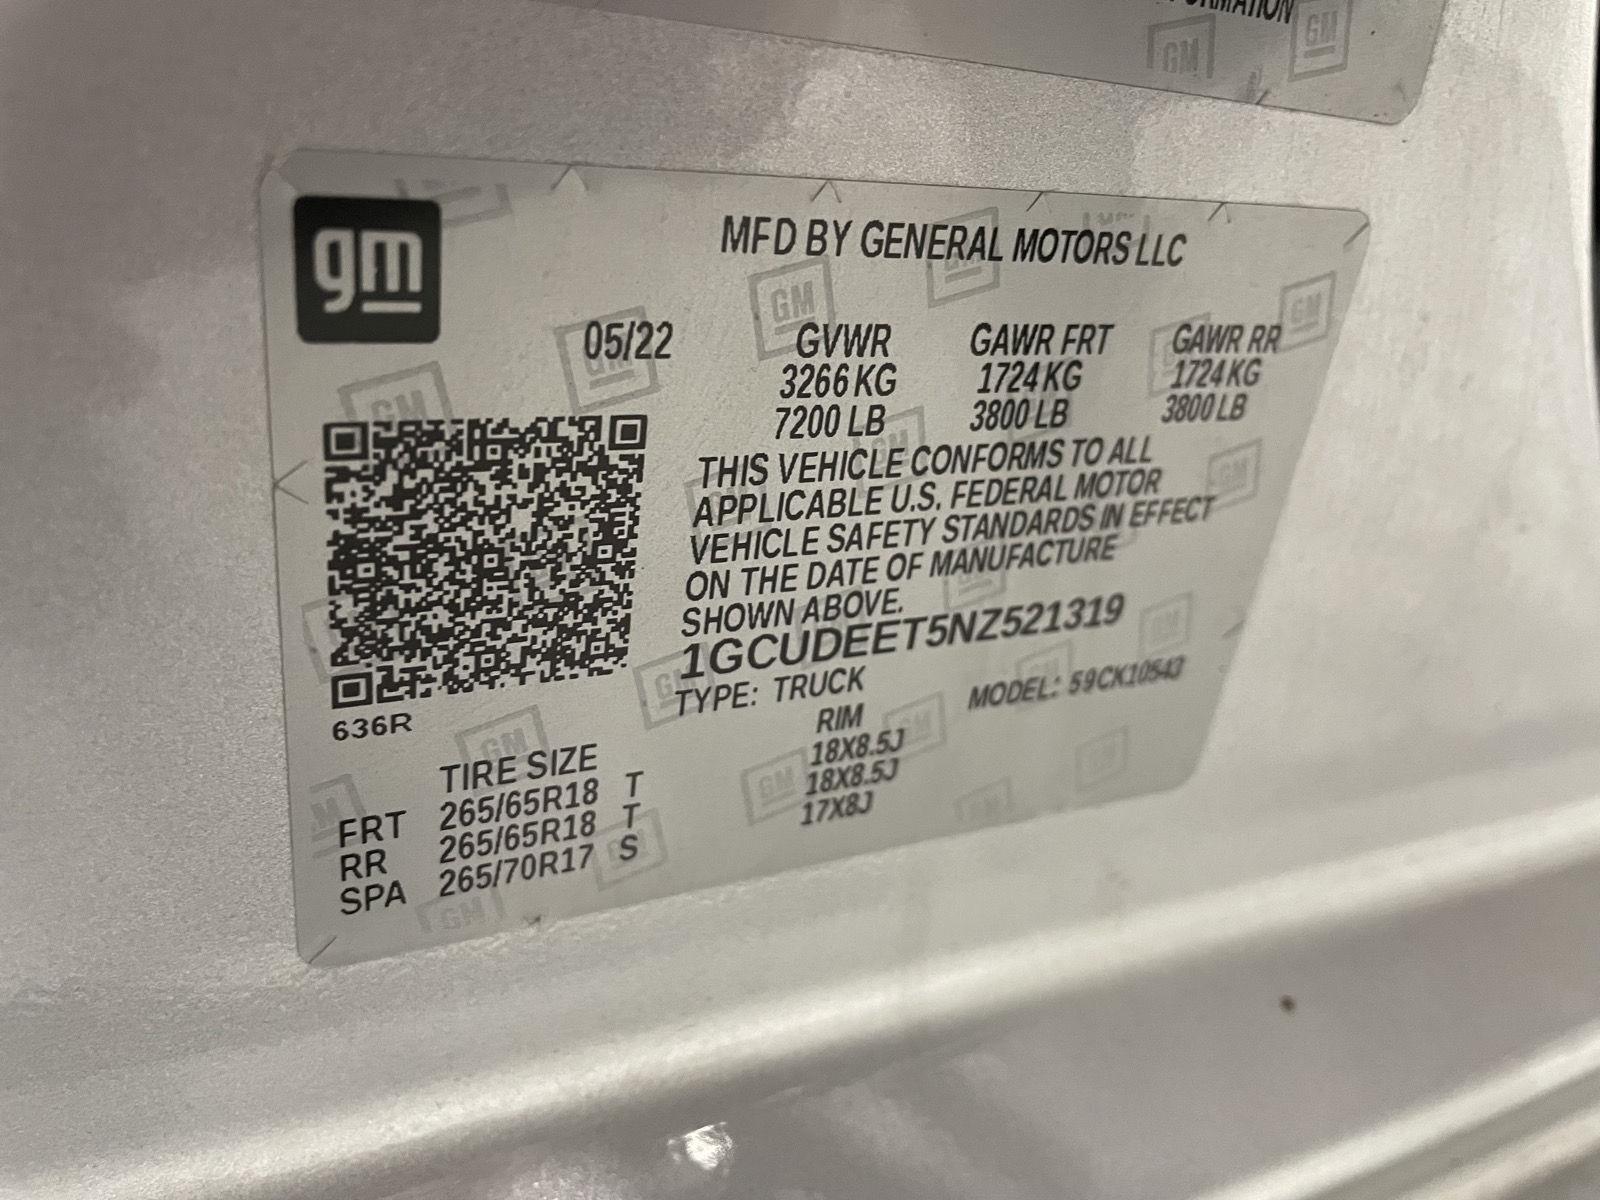 gm
MFD BY GENERAL MOTORS LLC
05/22
GVWR GAWR FRT GAWR RR
3266 KG 1724 KG 1724 KG
7200 LB 3800 LB 3800 LB
THIS VEHICLE CONFORMS TO ALL
APPLICABLE U.S. FEDERAL MOTOR
VEHICLE SAFETY STANDARDS IN EFFECT
ON THE DATE OF MANUFACTURE
SHOWN ABOVE.
1GCUDEET5NZ521319
TYPE: TRUCK MODEL: 59CK10543
636R
TIRE SIZE RIM
FRT 265/65R18 T 18X8.5J
RR 265/65R18 T 18X8.5J
SPA 265/70R17 S 17X8J